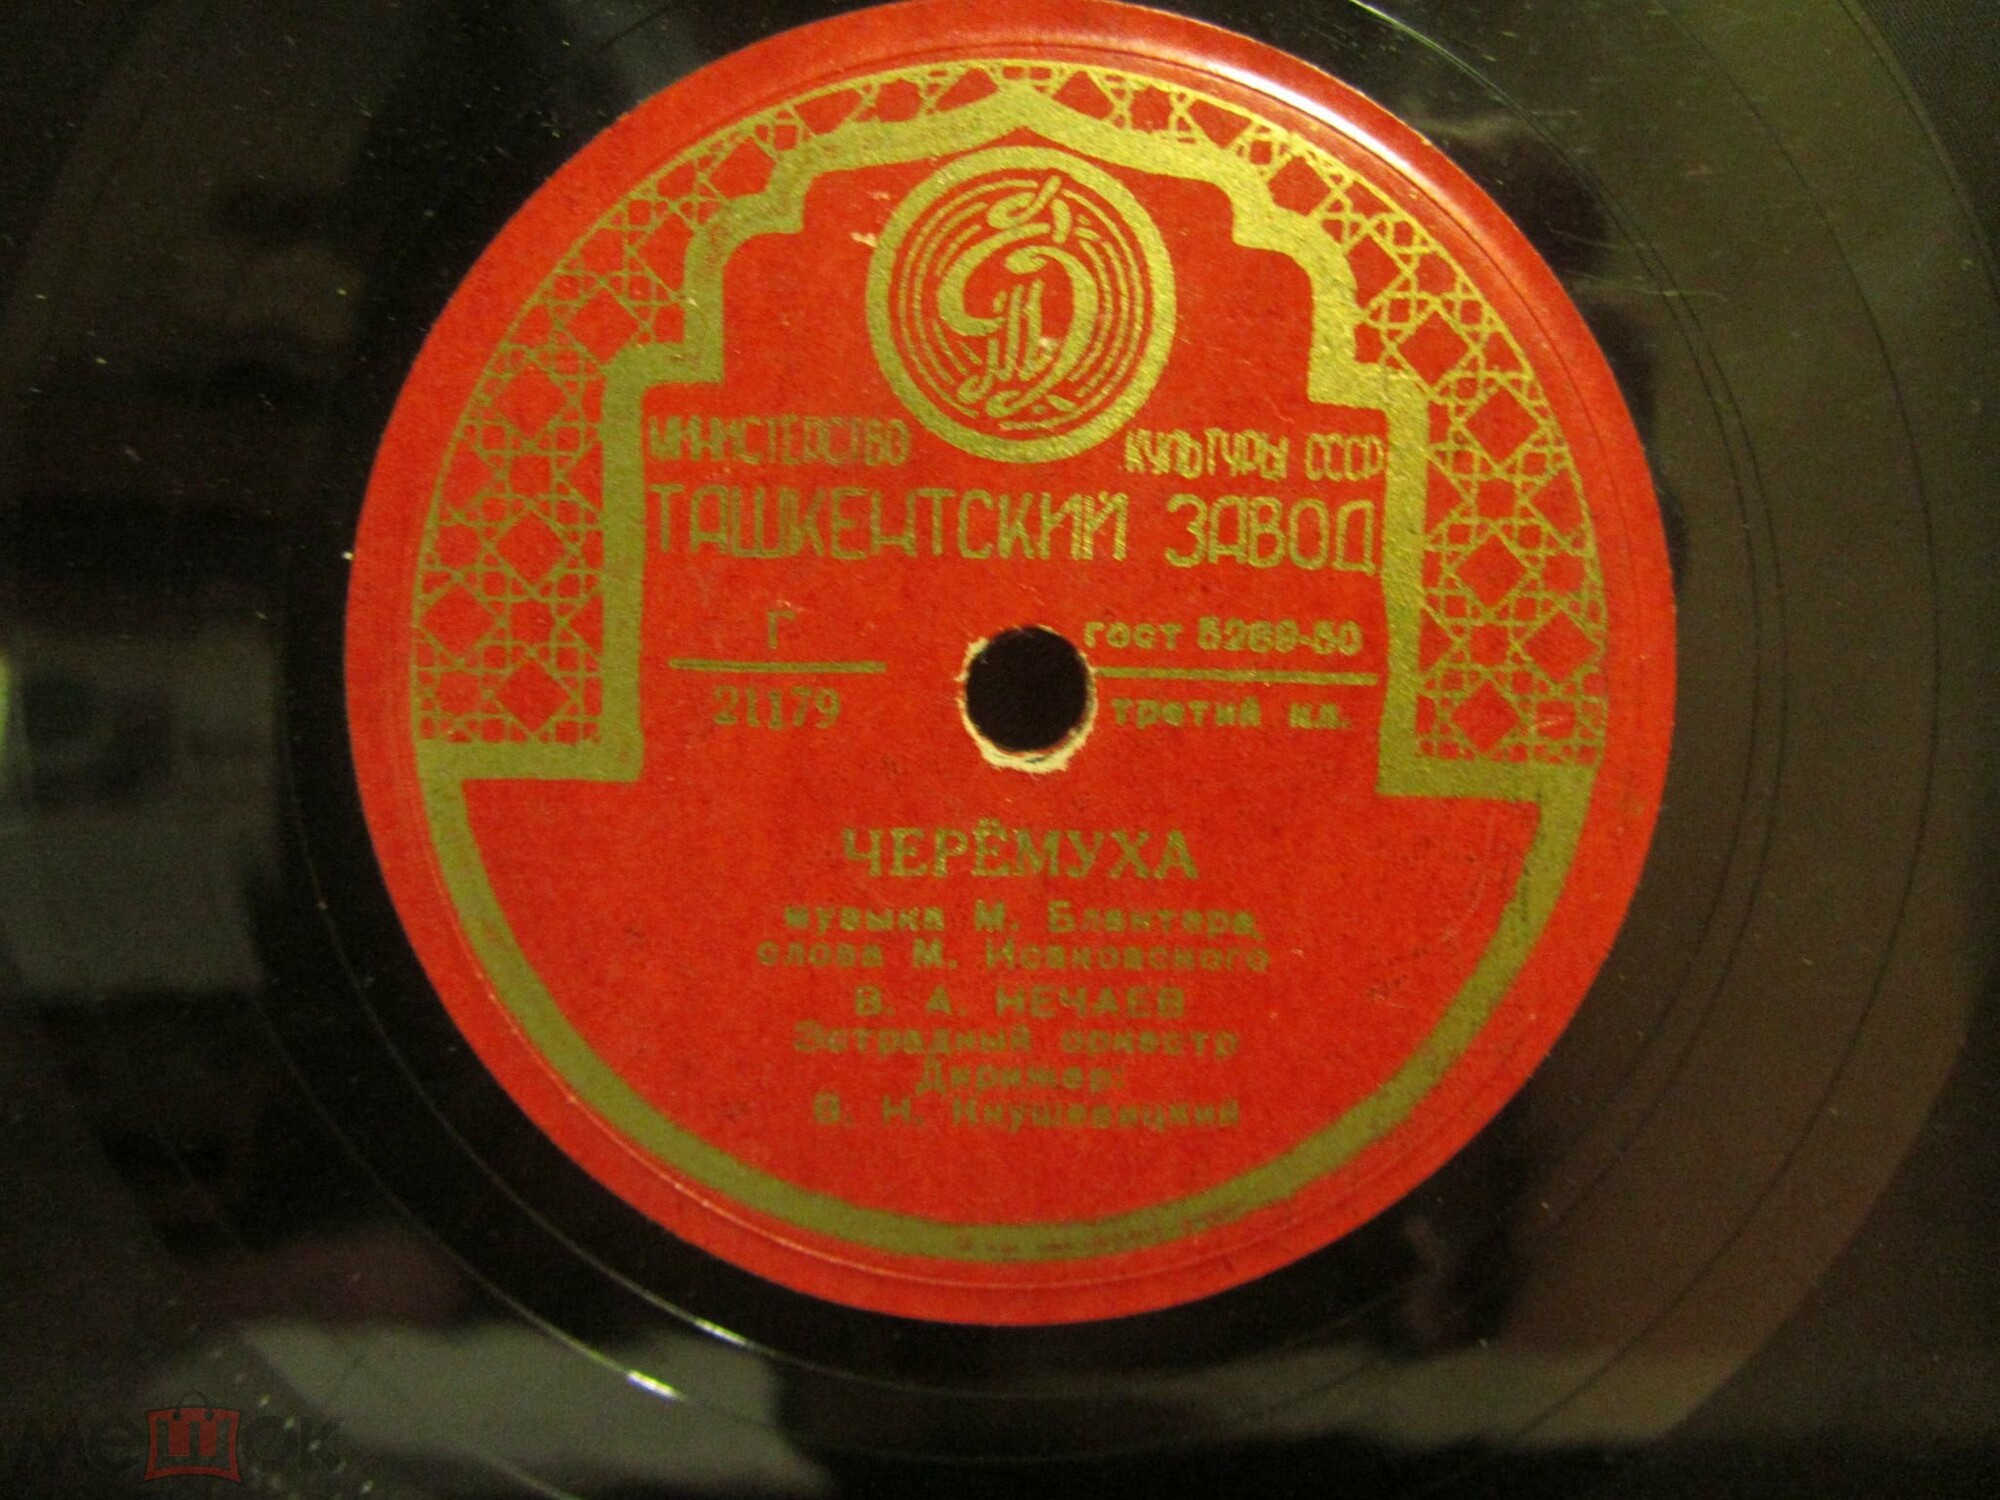 МИНИСТЕРСТВО КУЛЬТУРЫ СССР
ТАШКЕНТСКИЙ ЗАВОД
Г
21179
ГОСТ 5289-50
третий кл.
ЧЕРЁМУХА
музыка М. Блантера,
слова М. Исаковского
В. А. НЕЧАЕВ
Эстрадный оркестр
Дирижер:
В. Н. Кнушевицкий
мешок